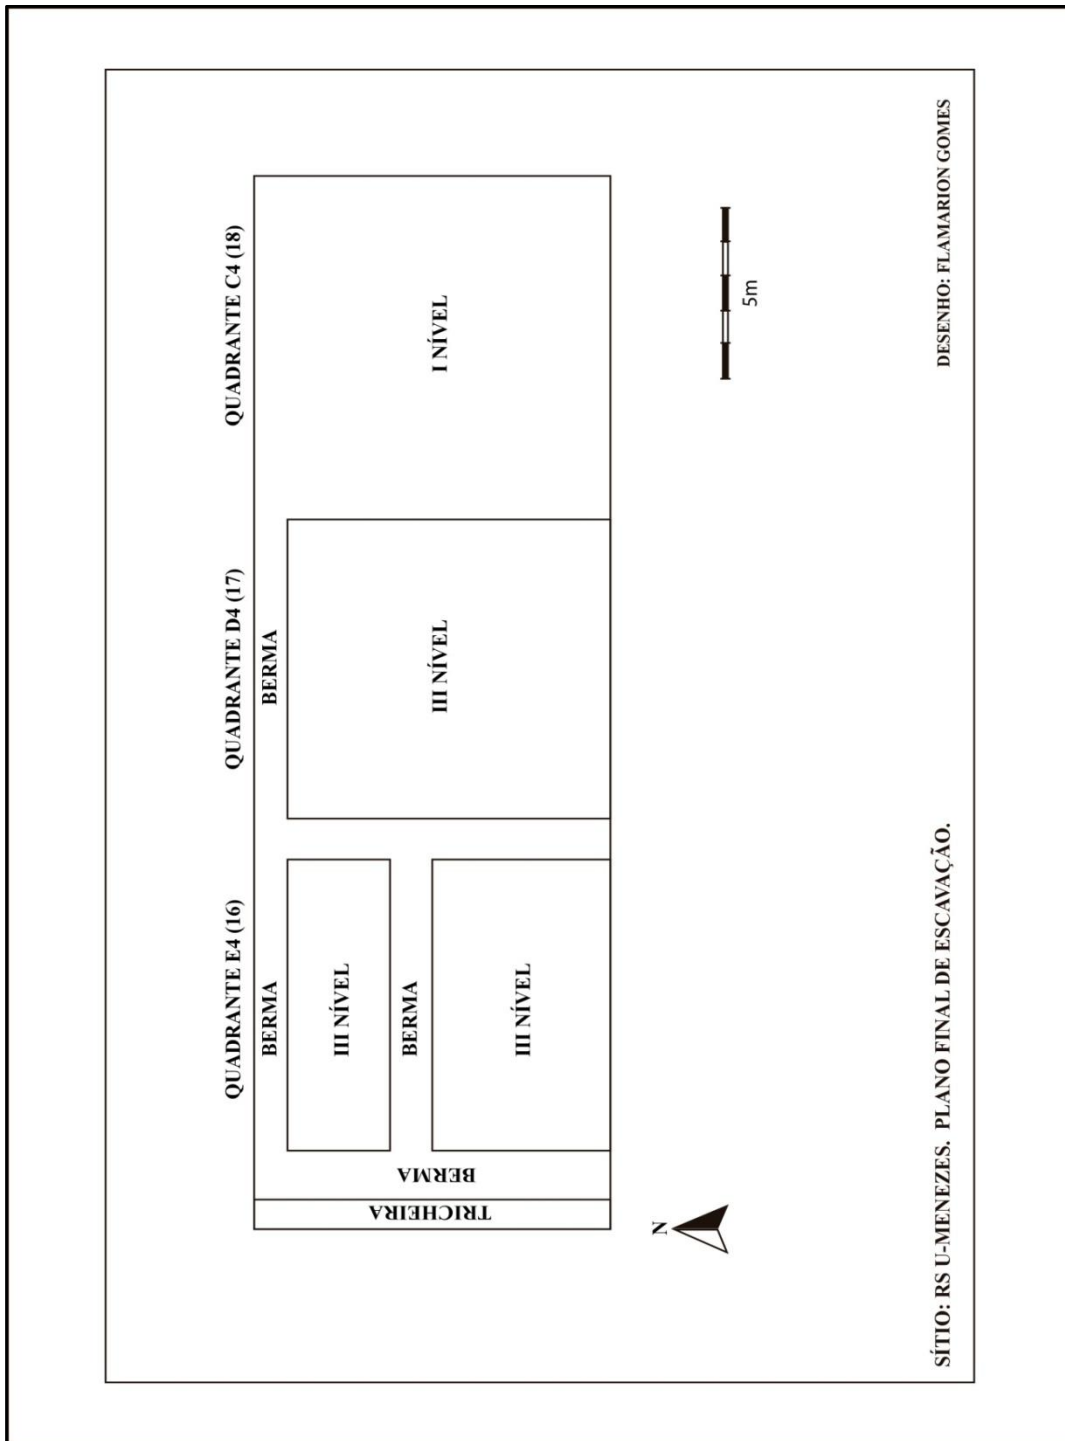 QUADRANTE E4 (16)
QUADRANTE D4 (17)
QUADRANTE C4 (18)
BERMA
BERMA
III NÍVEL
TRICHEIRA
BERMA
BERMA
III NÍVEL
I NÍVEL
III NÍVEL
N
5m
SÍTIO: RS U-MENEZES. PLANO FINAL DE ESCAVAÇÃO.
DESENHO: FLAMARION GOMES